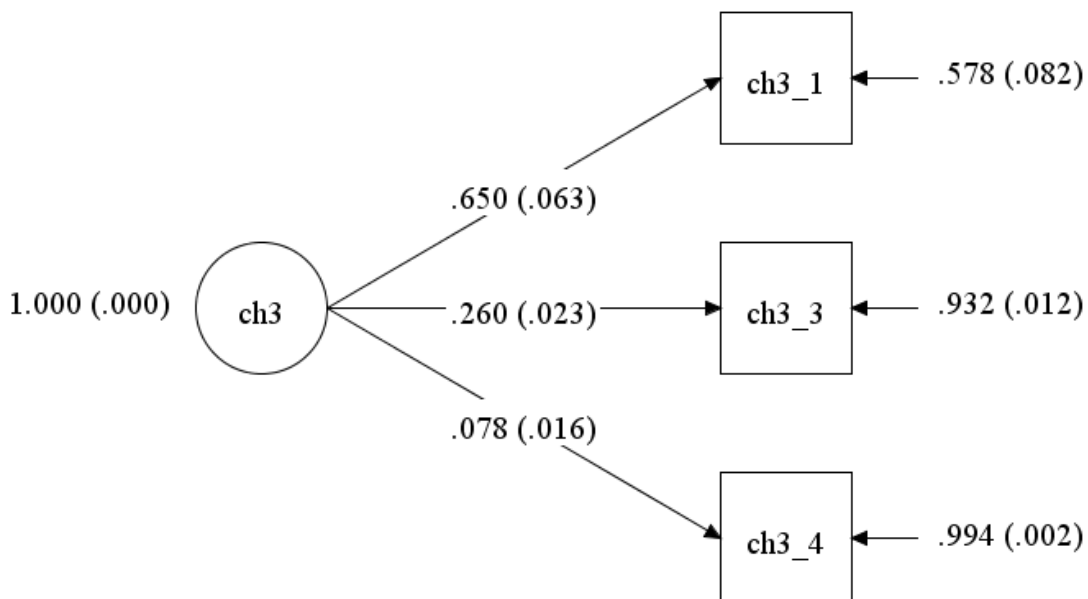 ch3_1
.578 (.082)
.650 (.063)
1.000 (.000)
ch3
.260 (.023)
ch3_3
.932 (.012)
.078 (.016)
ch3_4
.994 (.002)